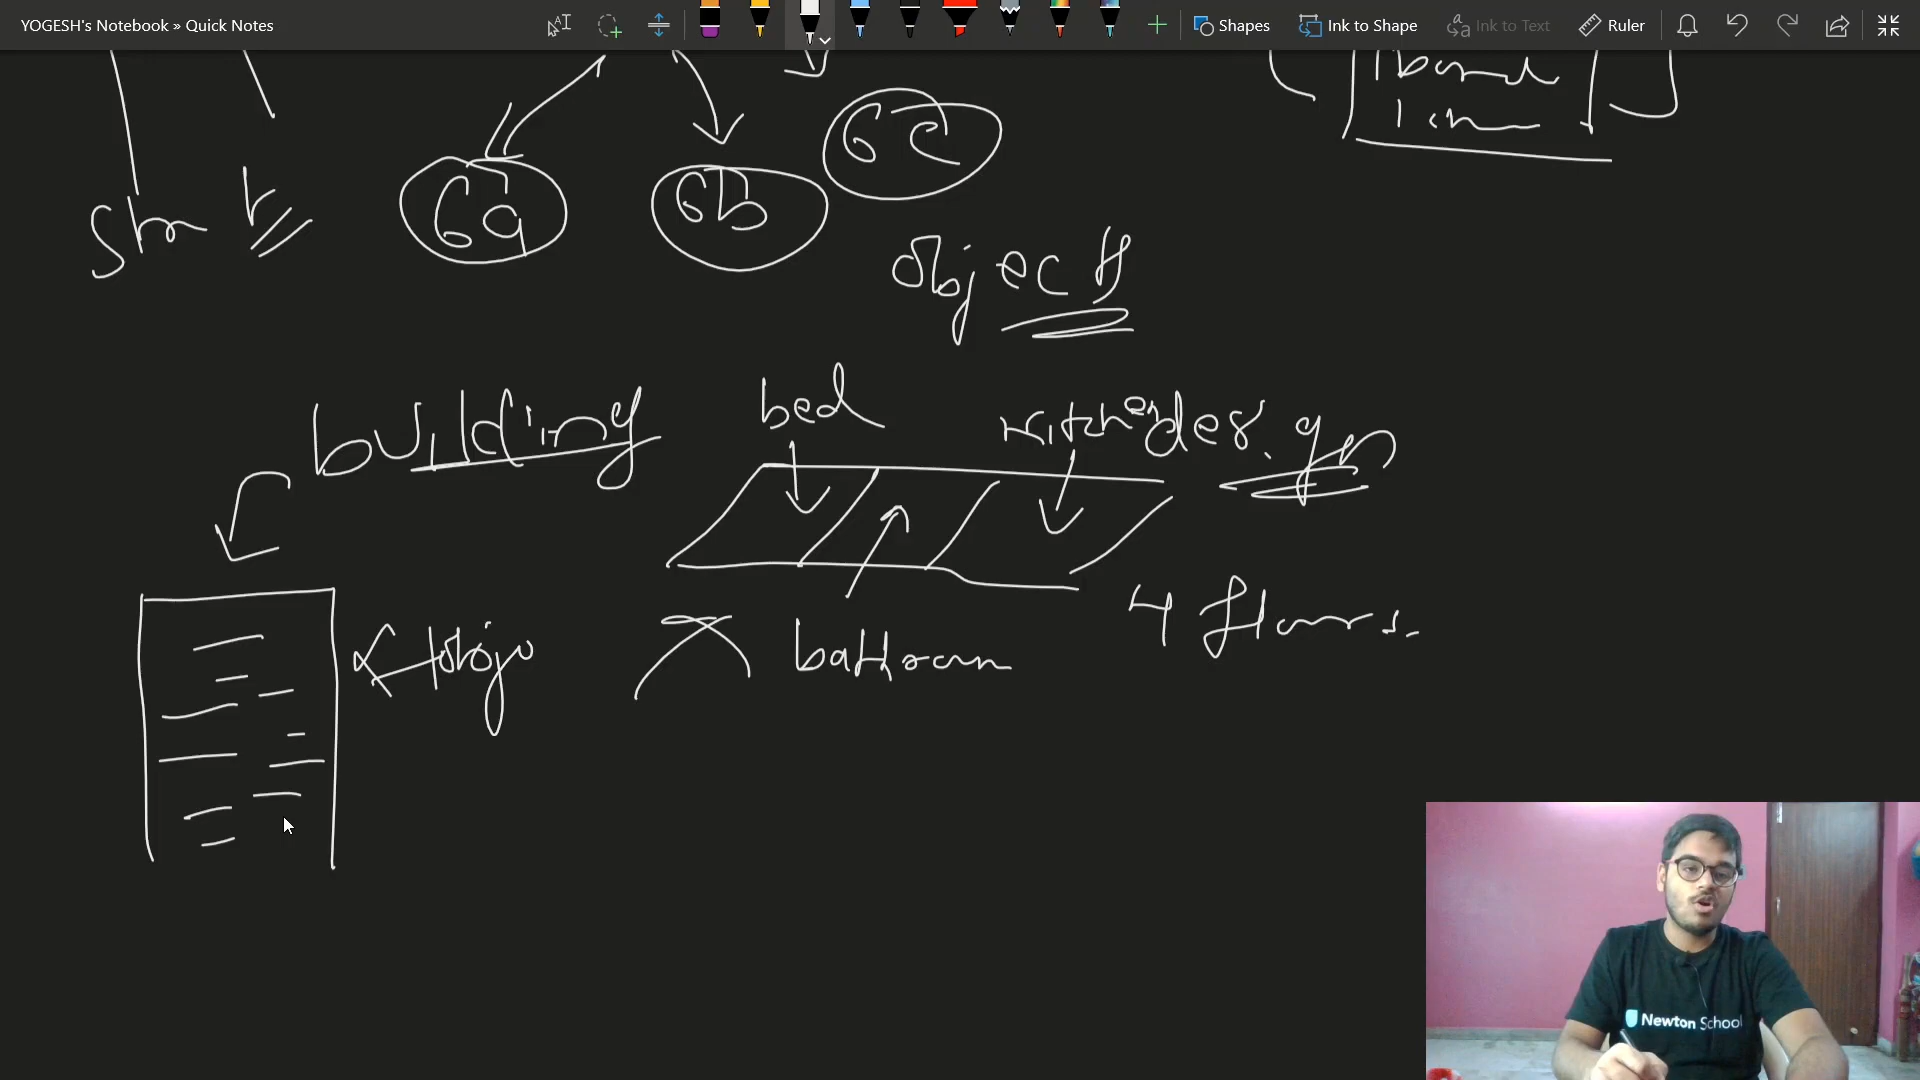 YOGESH's Notebook » Quick Notes
Shapes
Ink to Shape
Ink to Text
Ruler
6a
6b
6c
object
building
bed
kitchen
design
4 floors.
bathroom
Newton School